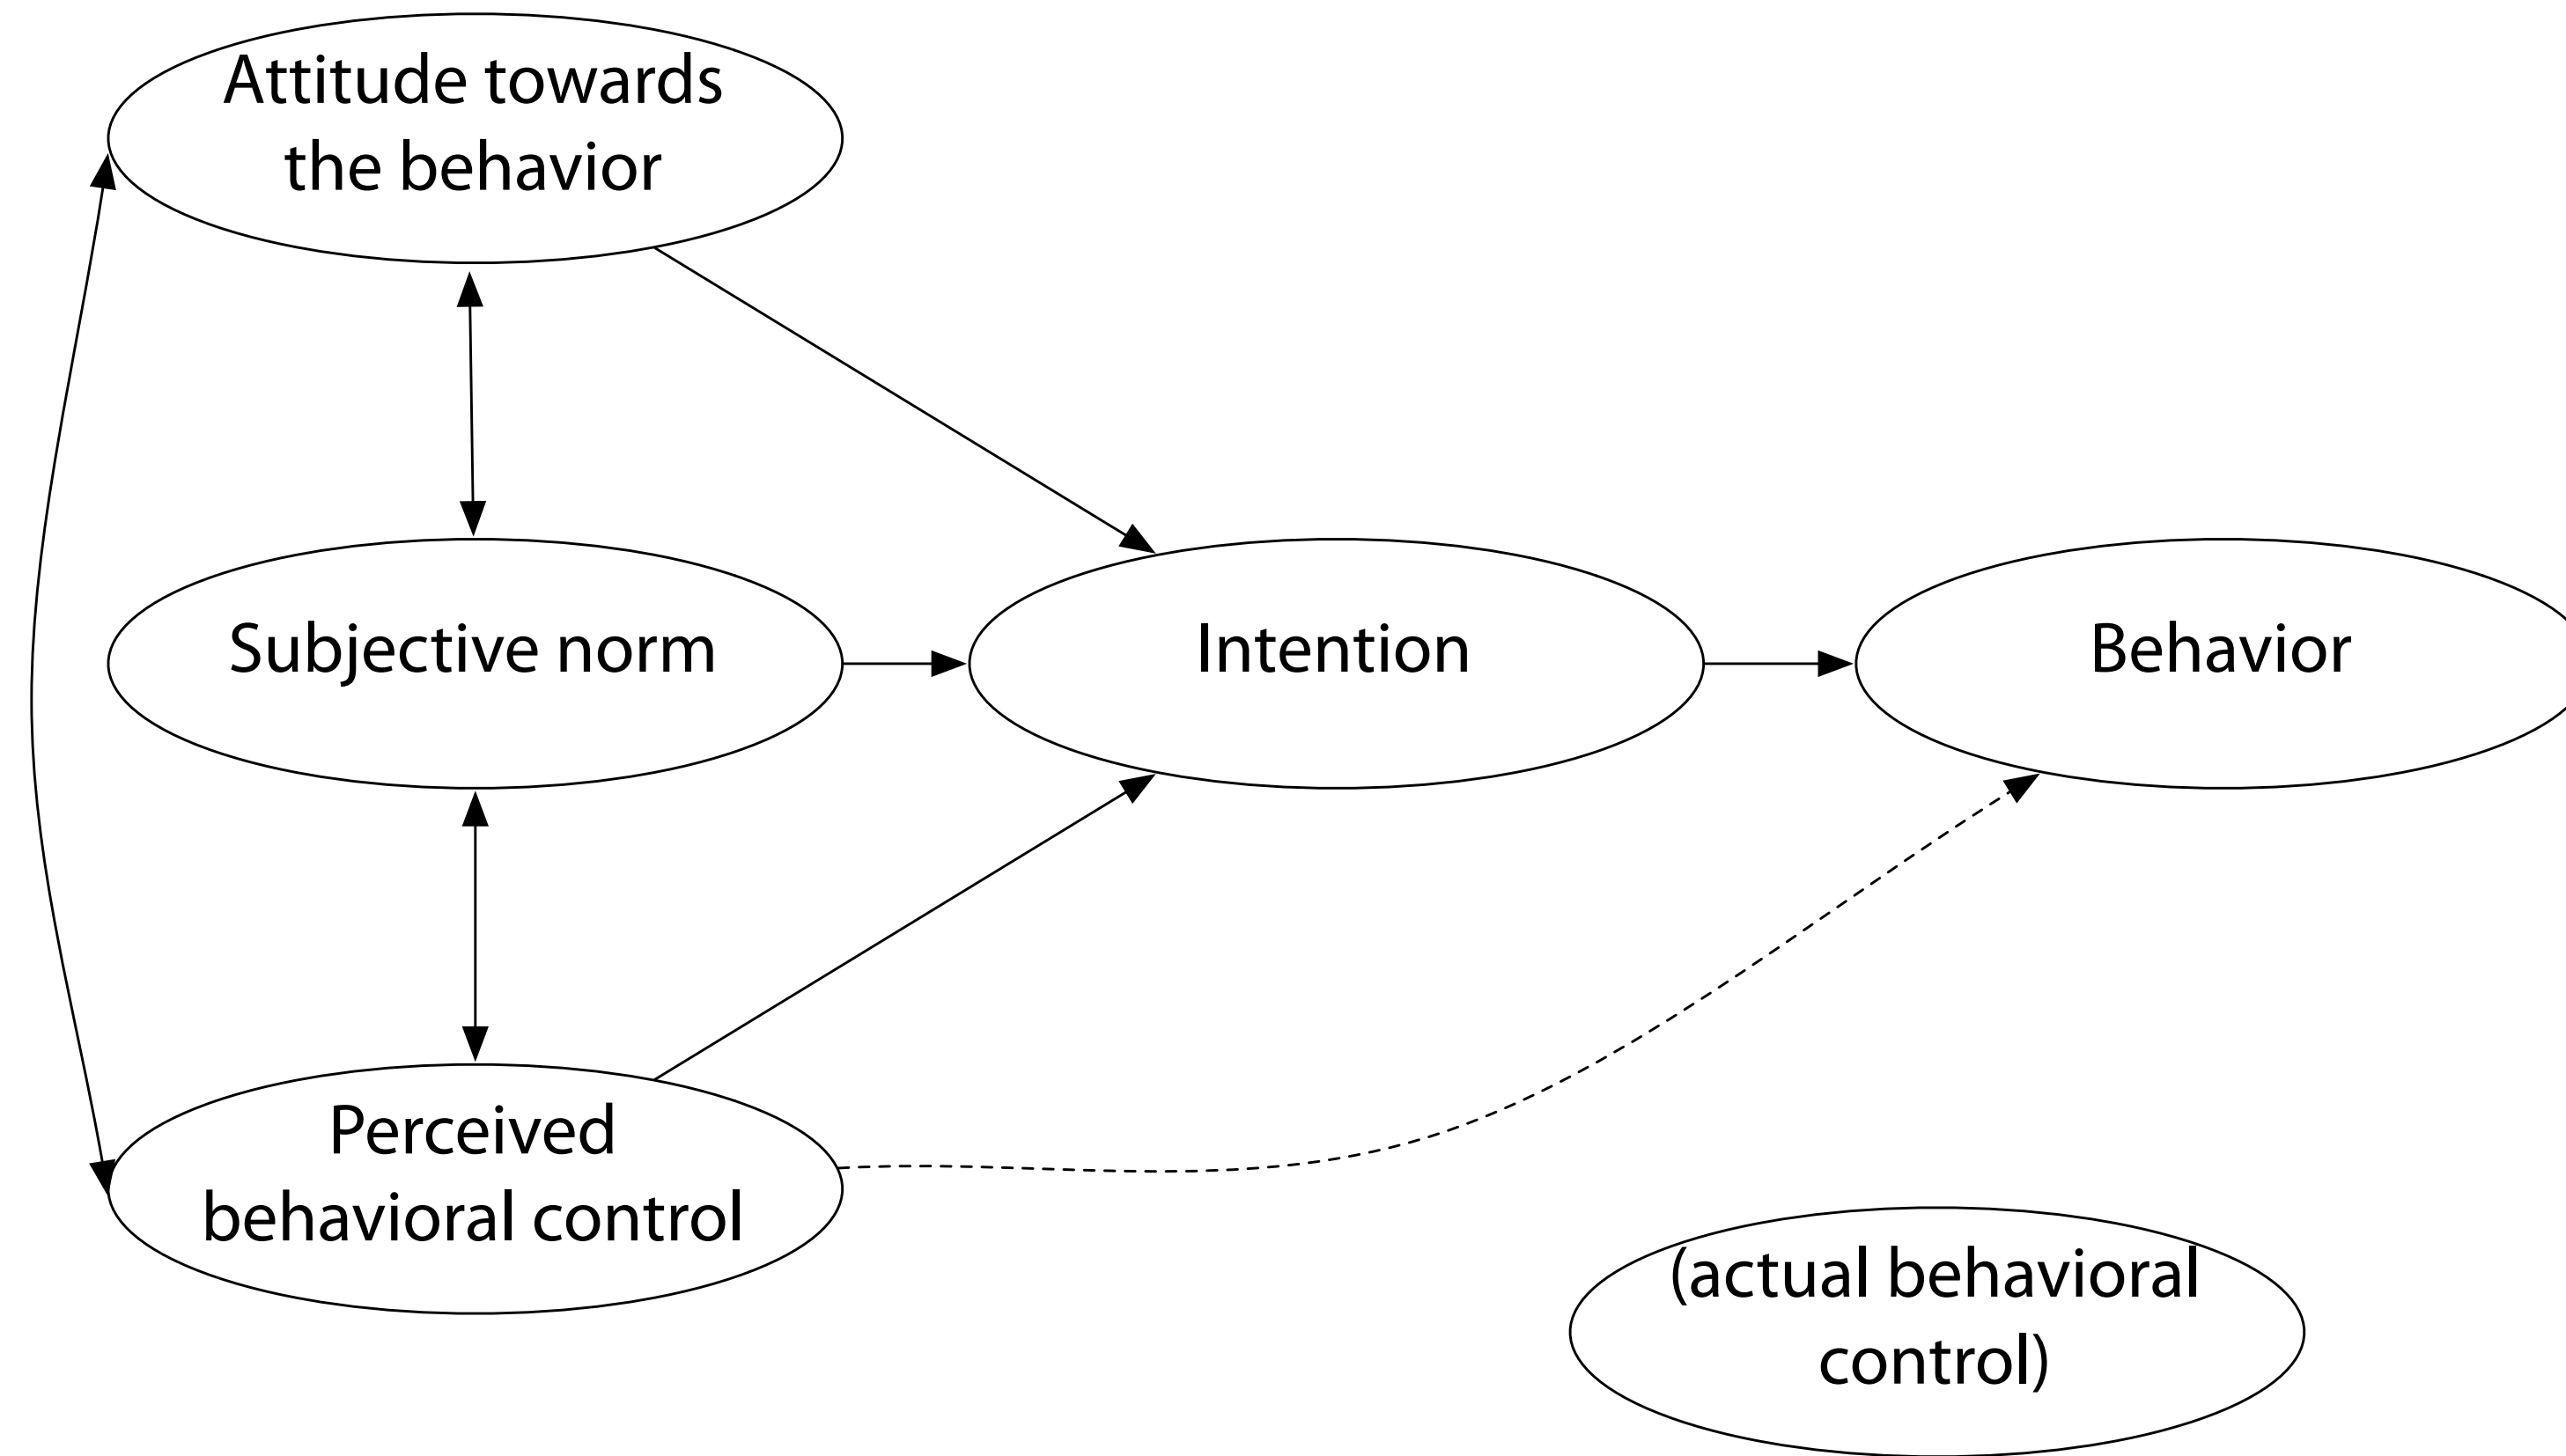 Attitude towards
the behavior
Subjective norm
Intention
Behavior
Perceived
behavioral control
(actual behavioral
control)